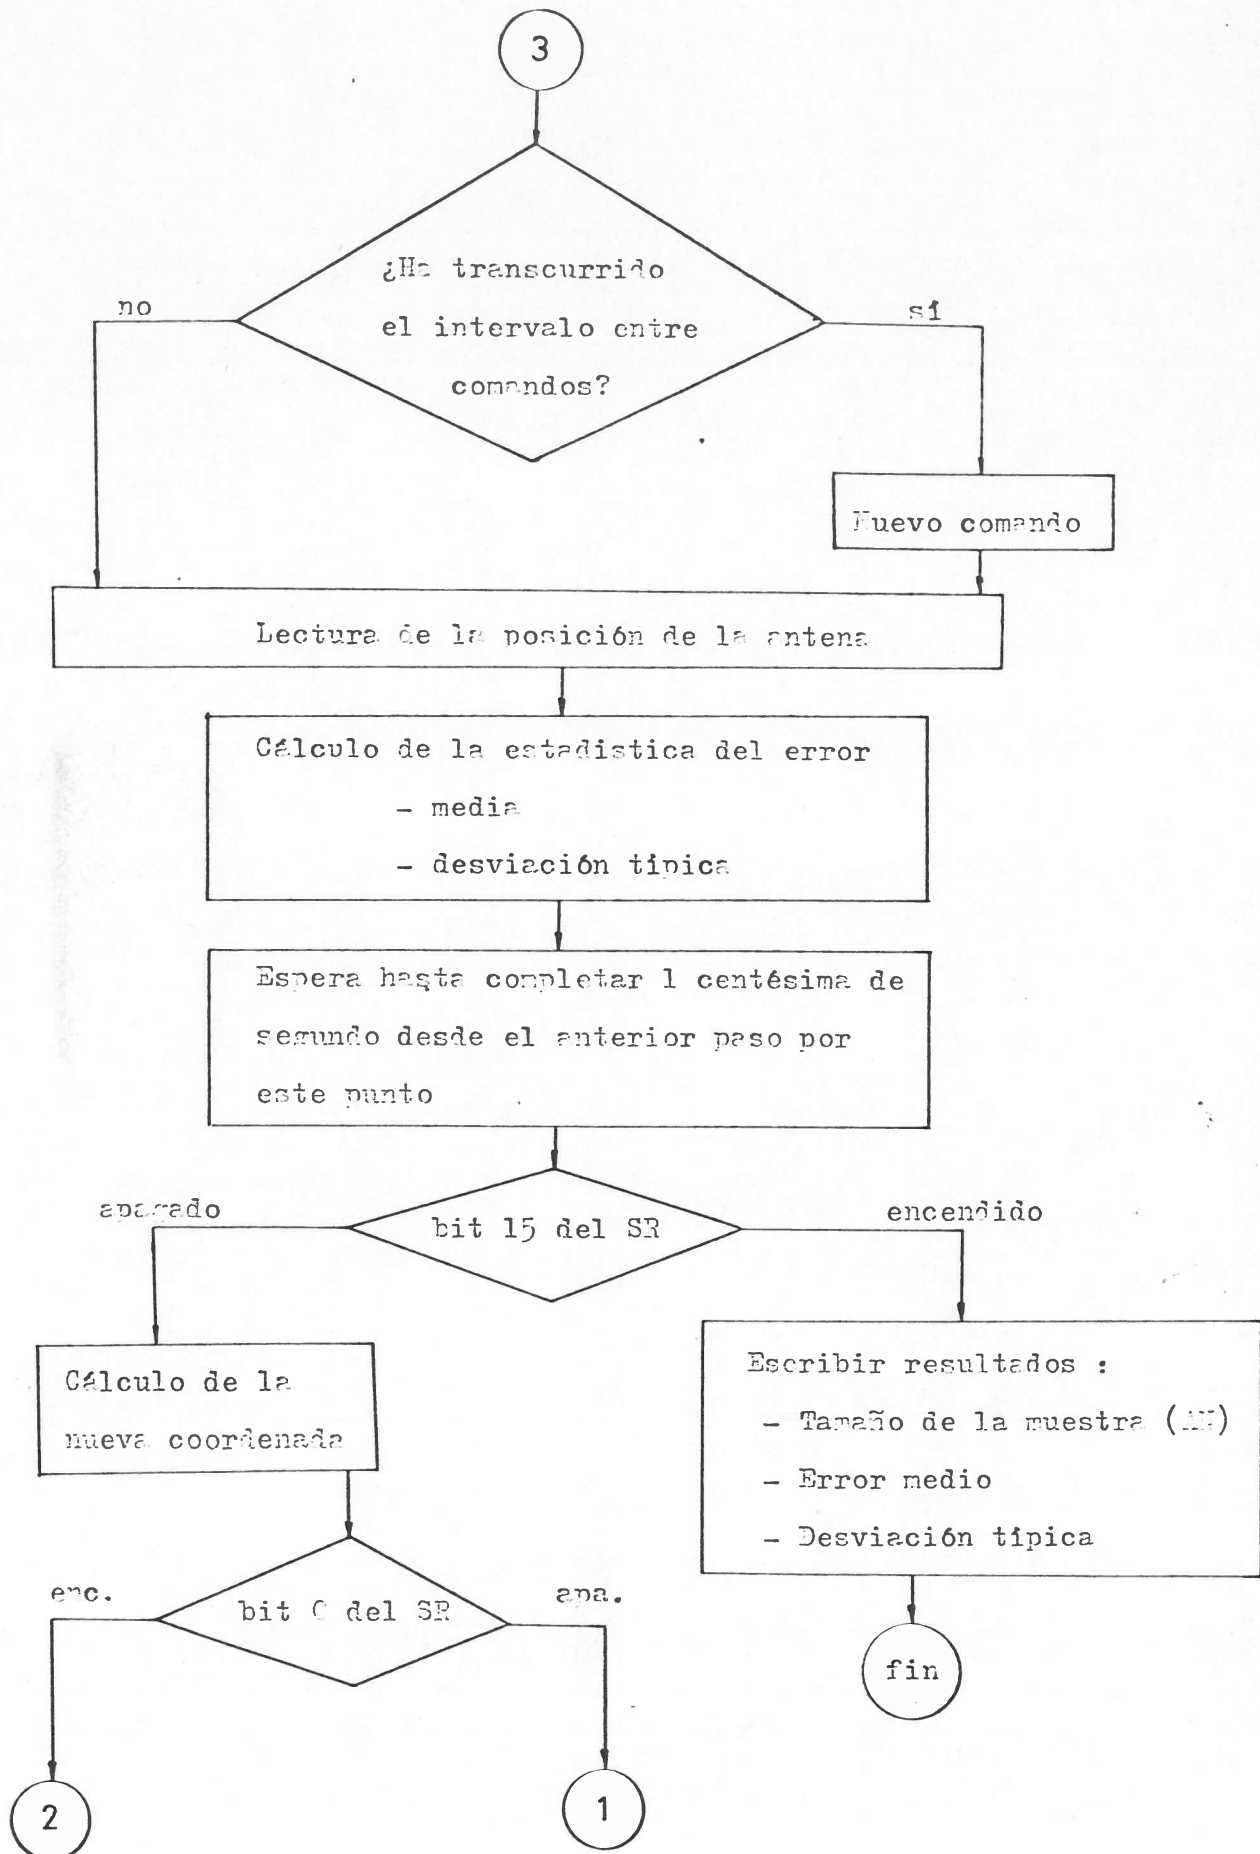 3
¿Ha transcurrido
el intervalo entre
comandos?
no
sí
Nuevo comando
Lectura de la posición de la antena
Cálculo de la estadistica del error
- media
- desviación típica
Espera hasta completar 1 centésima de
segundo desde el anterior paso por
este punto
bit 15 del SR
apagado
encendido
Cálculo de la
nueva coordenada
Escribir resultados :
- Tamaño de la muestra
- Error medio
- Desviación típica
bit 0 del SR
enc.
apa.
fin
2
1